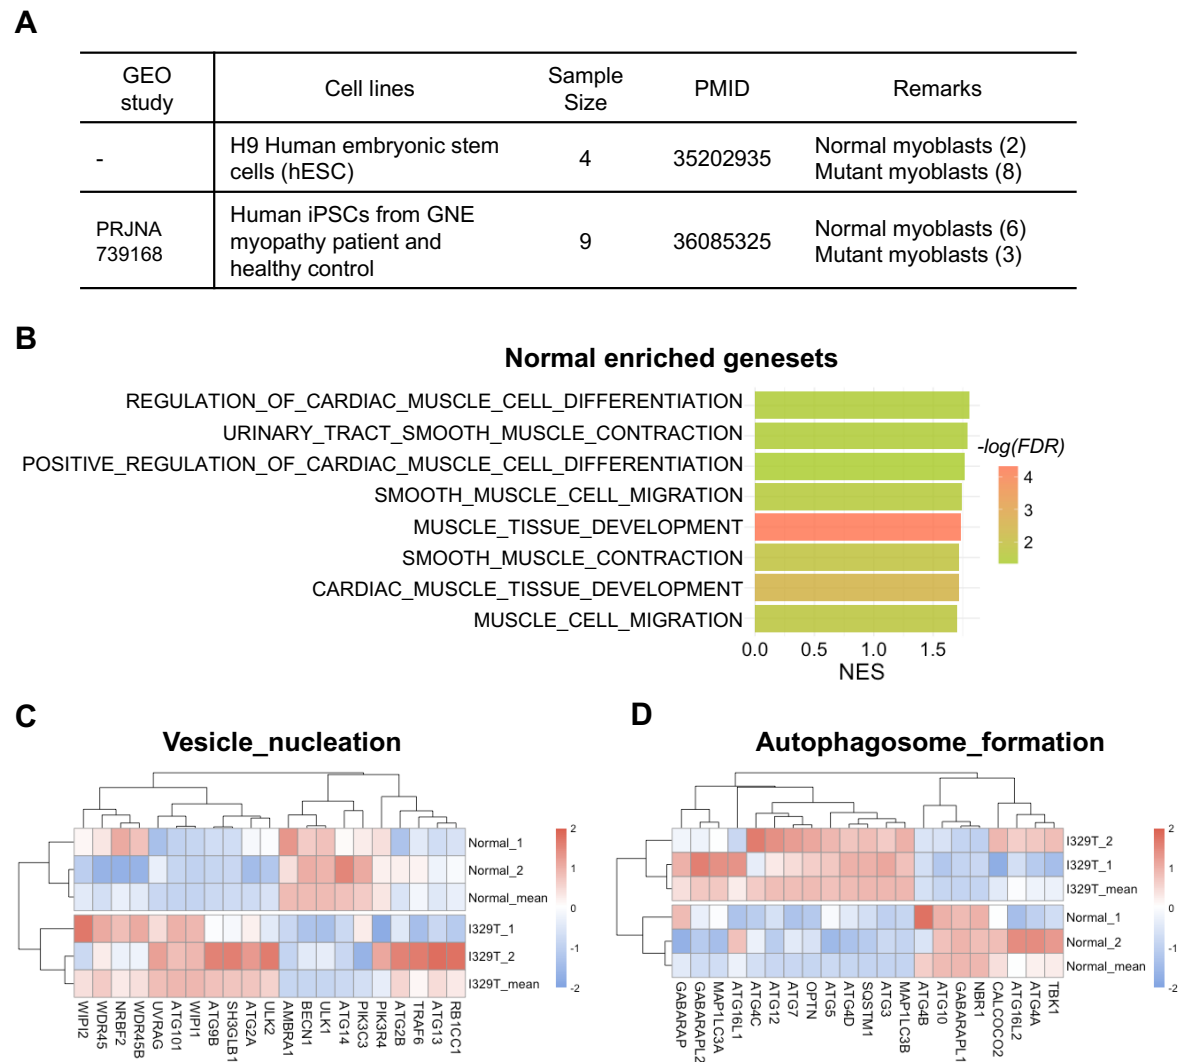 A
GEO study
Cell lines
Sample Size
PMID
Remarks
-
H9 Human embryonic stem
cells (hESC)
4
35202935
Normal myoblasts (2)
Mutant myoblasts (8)
PRJNA
739168
Human iPSCs from GNE
myopathy patient and
healthy control
9
36085325
Normal myoblasts (6)
Mutant myoblasts (3)
B
Normal enriched genesets
REGULATION_OF_CARDIAC_MUSCLE_CELL_DIFFERENTIATION
URINARY_TRACT_SMOOTH_MUSCLE_CONTRACTION
POSITIVE_REGULATION_OF_CARDIAC_MUSCLE_CELL_DIFFERENTIATION
SMOOTH_MUSCLE_CELL_MIGRATION
MUSCLE_TISSUE_DEVELOPMENT
SMOOTH_MUSCLE_CONTRACTION
CARDIAC_MUSCLE_TISSUE_DEVELOPMENT
MUSCLE_CELL_MIGRATION
0.0 0.5 1.0 1.5
NES
-log(FDR)
4
3
2
C
Vesicle_nucleation
Normal_1
Normal_2
Normal_mean
I329T_1
I329T_2
I329T_mean
2
1
0
-1
-2
WIPI2
WDR45
NRBF2
WDR45B
UVRAG
ATG101
WIPI1
ATG9B
SH3GLB1
ATG2A
ULK2
AMBRA1
BECN1
ULK1
ATG14
PIK3C3
PIK3R4
ATG2B
TRAF6
ATG13
RB1CC1
D
Autophagosome_formation
I329T_2
I329T_1
I329T_mean
Normal_1
Normal_2
Normal_mean
2
1
0
-1
-2
GABARAP
GABARAPL2
MAP1LC3A
ATG16L1
ATG4C
ATG12
ATG7
OPTN
ATG5
ATG4D
SQSTM1
ATG3
MAP1LC3B
ATG4B
ATG10
GABARAPL1
NBR1
CALCOCO2
ATG16L2
ATG4A
TBK1